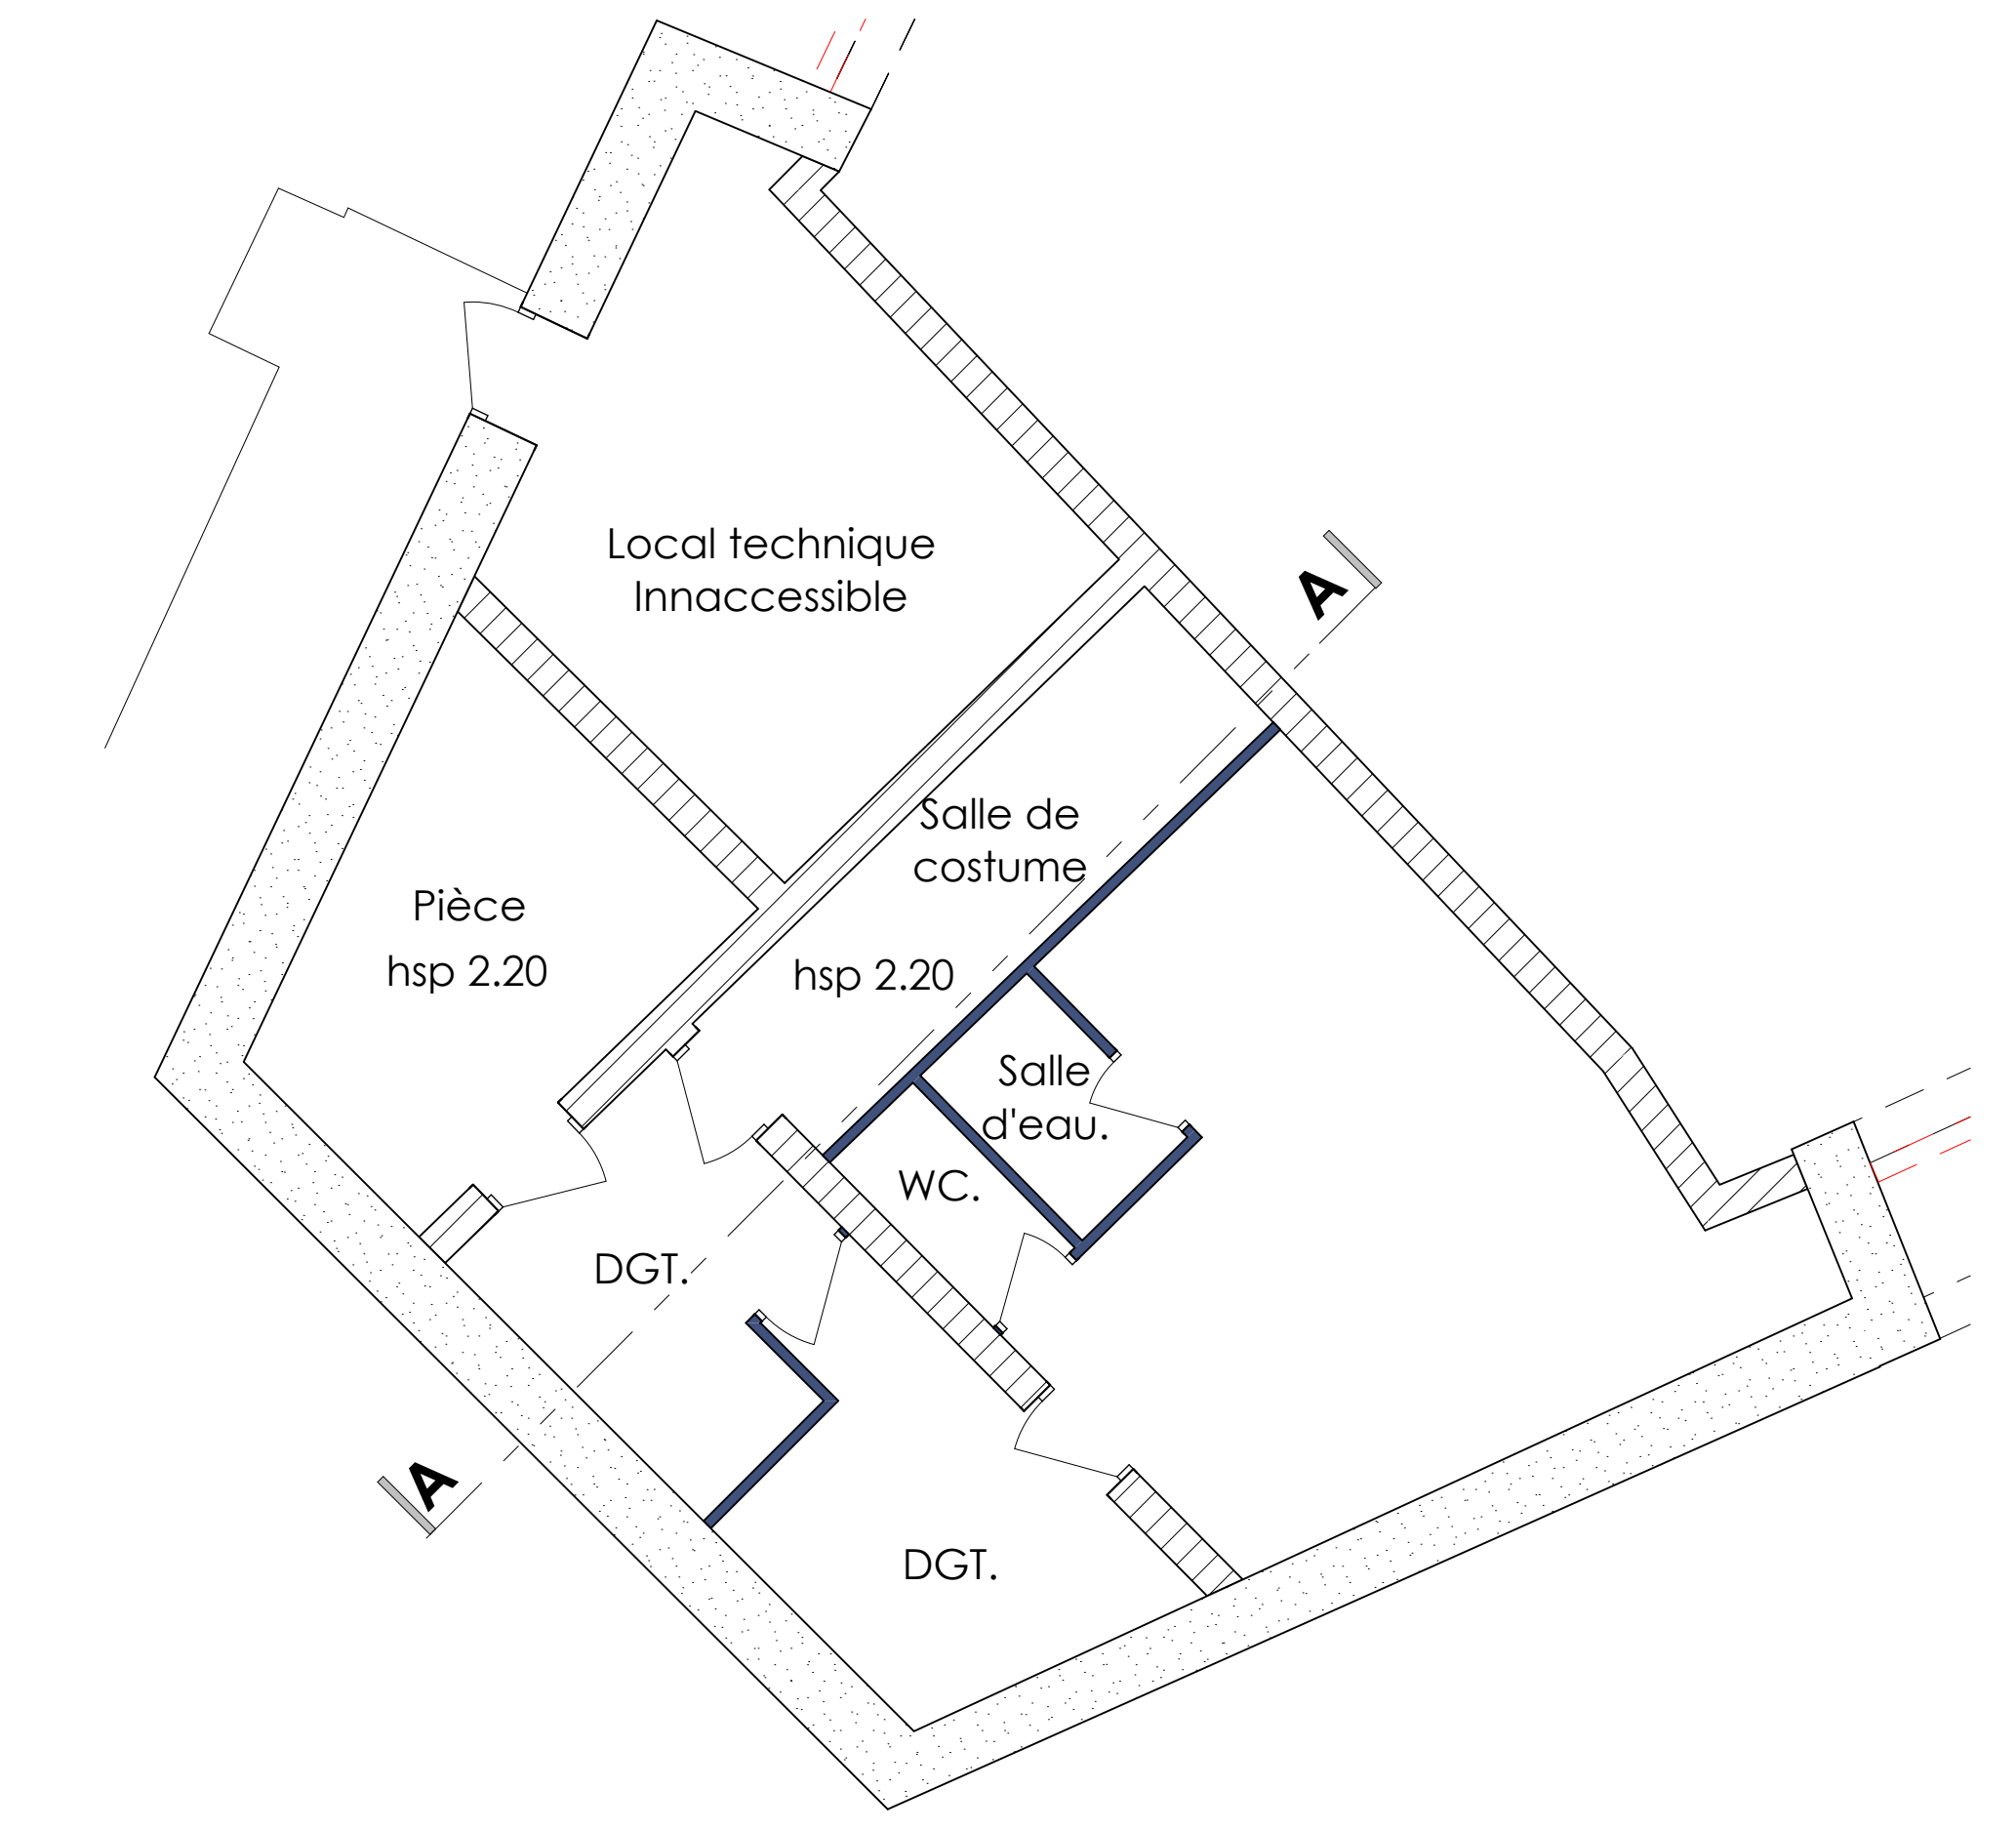 Local technique
Innaccessible
A
Salle de
costume
Pièce
hsp 2.20
hsp 2.20
Salle
d'eau.
WC.
DGT.
A
DGT.